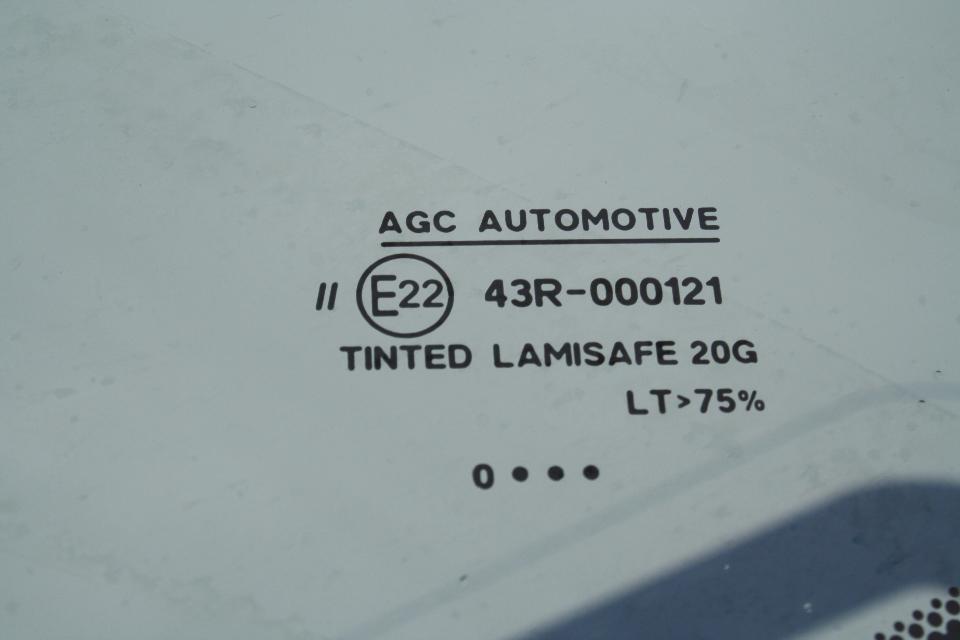 AGC AUTOMOTIVE
II E22 43R-000121
TINTED LAMISAFE 20G
LT>75%
0 • • •